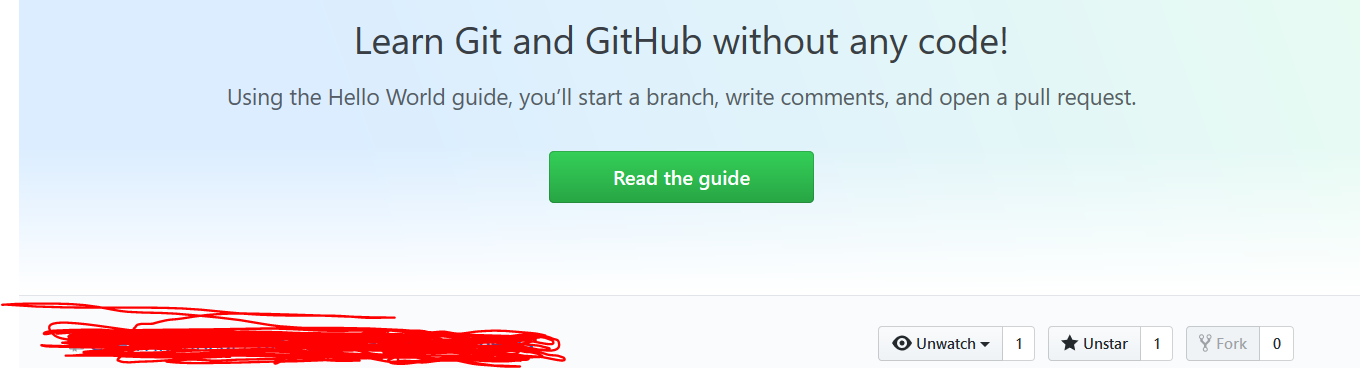 Learn Git and GitHub without any code!
Using the Hello World guide, you’ll start a branch, write comments, and open a pull request.
Read the guide
Unwatch 1 Unstar 1 Fork 0